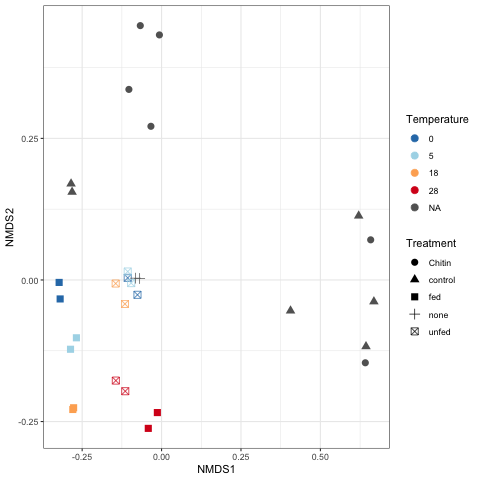 NMDS2
0.25
0.00
-0.25
-0.25
0.00
0.25
0.50
NMDS1
Temperature
0
5
18
28
NA
Treatment
Chitin
control
fed
none
unfed